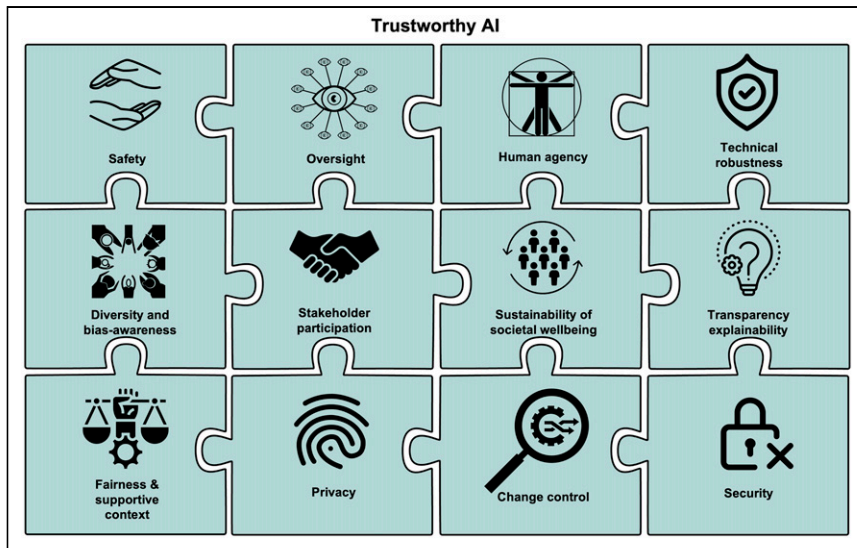 Trustworthy AI
Safety
Oversight
Human agency
Technical
robustness
Diversity and
bias-awareness
Stakeholder
participation
Sustainability of
societal wellbeing
Transparency
explainability
Fairness &
supportive
context
Privacy
Change control
Security